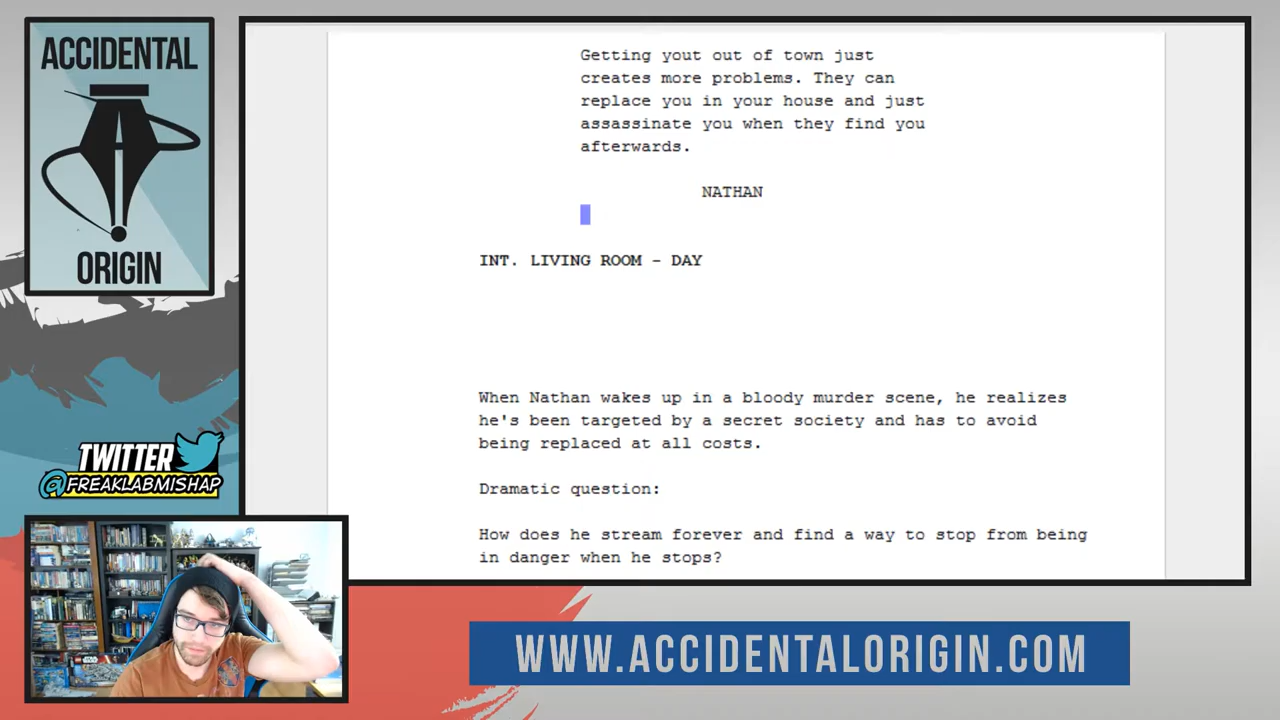 ACCIDENTAL
ORIGIN
Getting yout out of town just
creates more problems. They can
replace you in your house and just
assassinate you when they find you
afterwards.
NATHAN
INT. LIVING ROOM - DAY
When Nathan wakes up in a bloody murder scene, he realizes
he's been targeted by a secret society and has to avoid
being replaced at all costs.
Dramatic question:
How does he stream forever and find a way to stop from being
in danger when he stops?
TWITTER
@FREAKLABMISHAP
WWW.ACCIDENTALORIGIN.COM